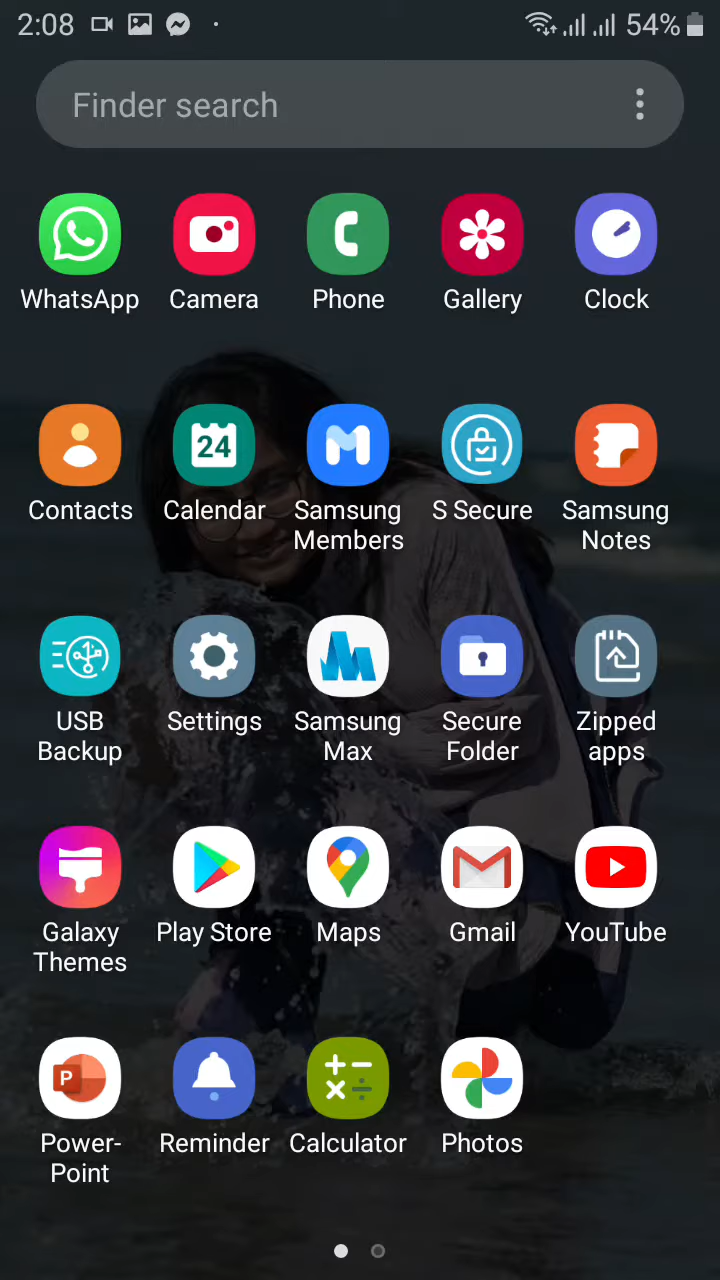 2:08 54%
Finder search
WhatsApp Camera Phone Gallery Clock
24
Contacts Calendar Samsung Members S Secure Samsung Notes
USB Backup Settings Samsung Max Secure Folder Zipped apps
Galaxy Themes Play Store Maps Gmail YouTube
P
Power-Point Reminder Calculator Photos